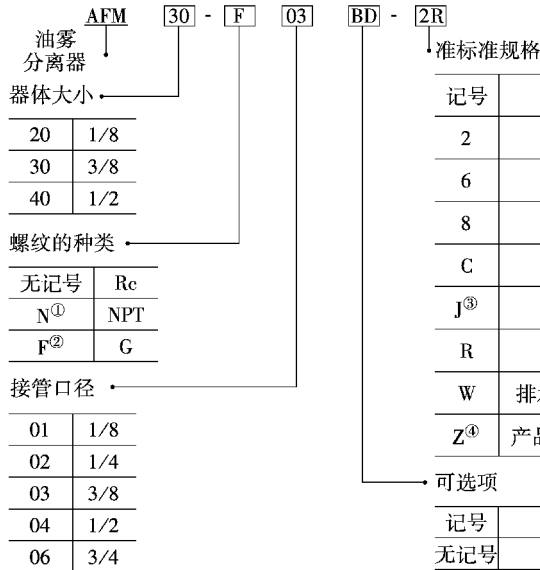 AFM 30 - F 03 BD - 2R
油雾
分离器
器体大小
20 1/8
30 3/8
40 1/2
螺纹的种类
无记号 Rc
N① NPT
F② G
接管口径
01 1/8
02 1/4
03 3/8
04 1/2
06 3/4
准标准规格
记号
2
6
8
C
J③
R
W 排
Z④ 产品
可选项
记号
无记号